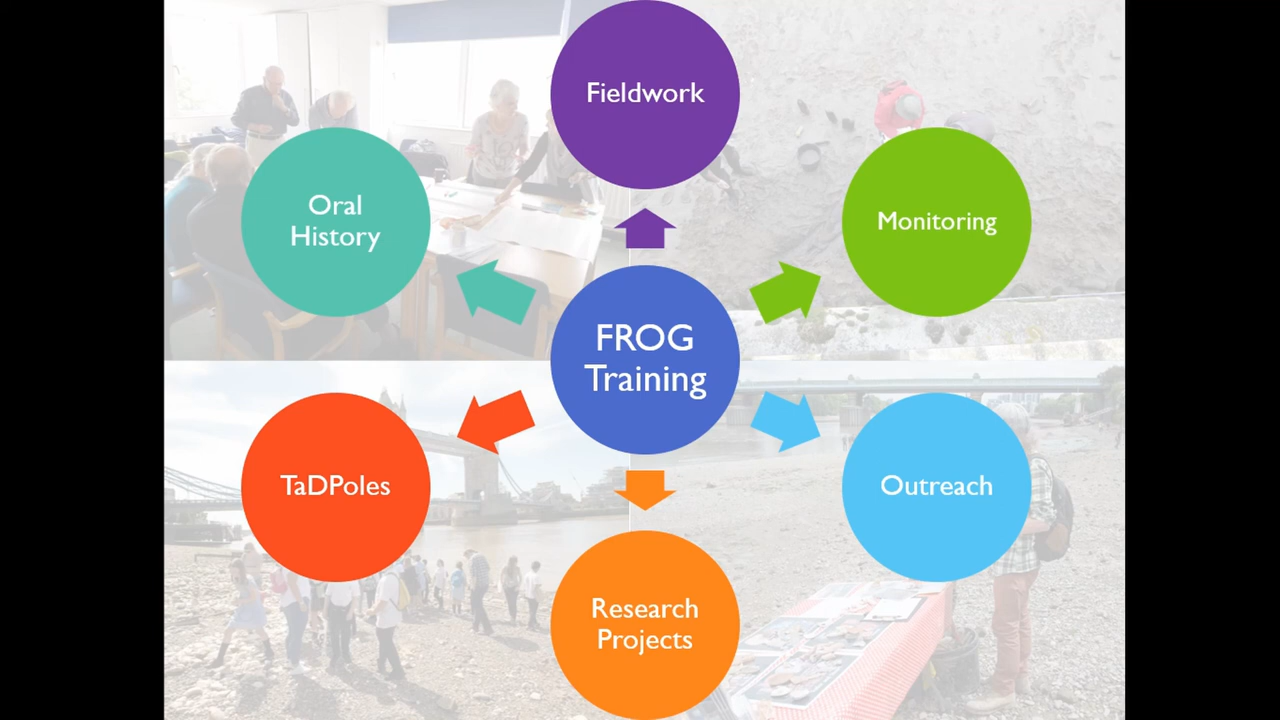 Fieldwork
Oral
History
Monitoring
FROG
Training
TaDPoles
Outreach
Research
Projects